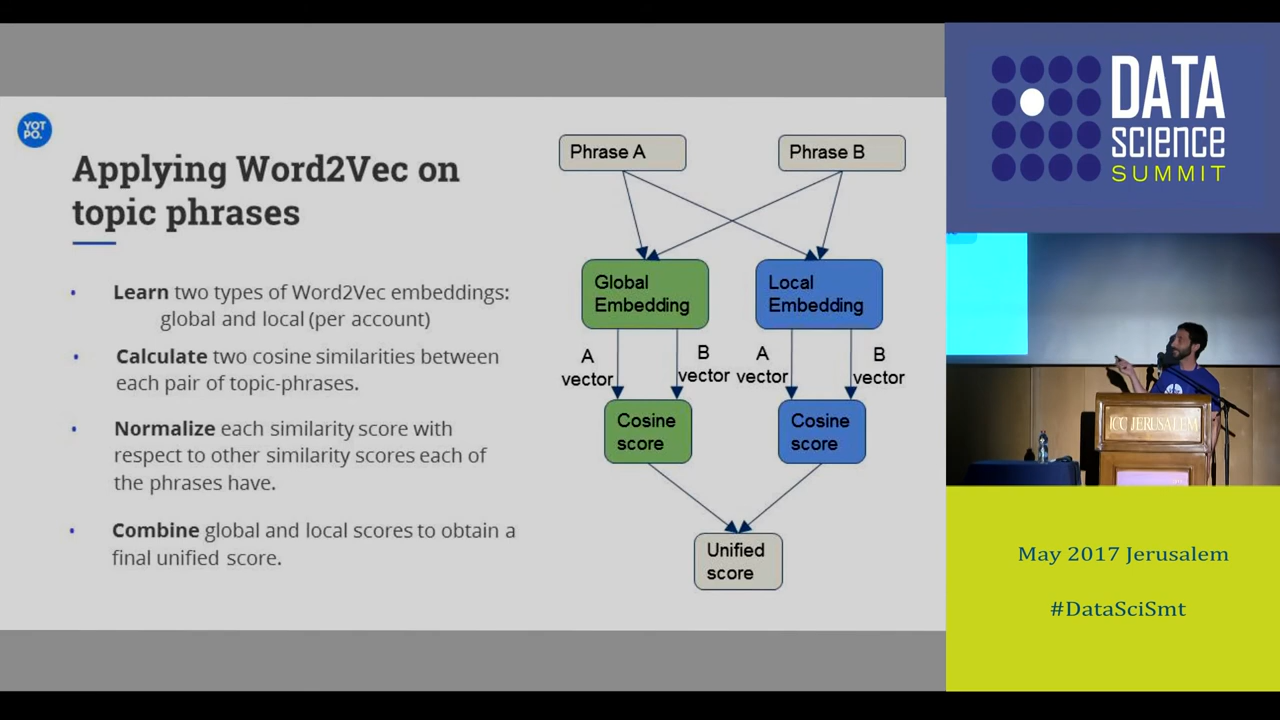 YOT
PO.
Applying Word2Vec on
topic phrases
• Learn two types of Word2Vec embeddings:
global and local (per account)
• Calculate two cosine similarities between
each pair of topic-phrases.
• Normalize each similarity score with
respect to other similarity scores each of
the phrases have.
• Combine global and local scores to obtain a
final unified score.
Phrase A
Phrase B
Global
Embedding
Local
Embedding
A
vector
B
vector
A
vector
B
vector
Cosine
score
Cosine
score
Unified
score
DATA
SCIENCE
SUMMIT
ICC JERUSALEM
May 2017 Jerusalem
#DataSciSmt